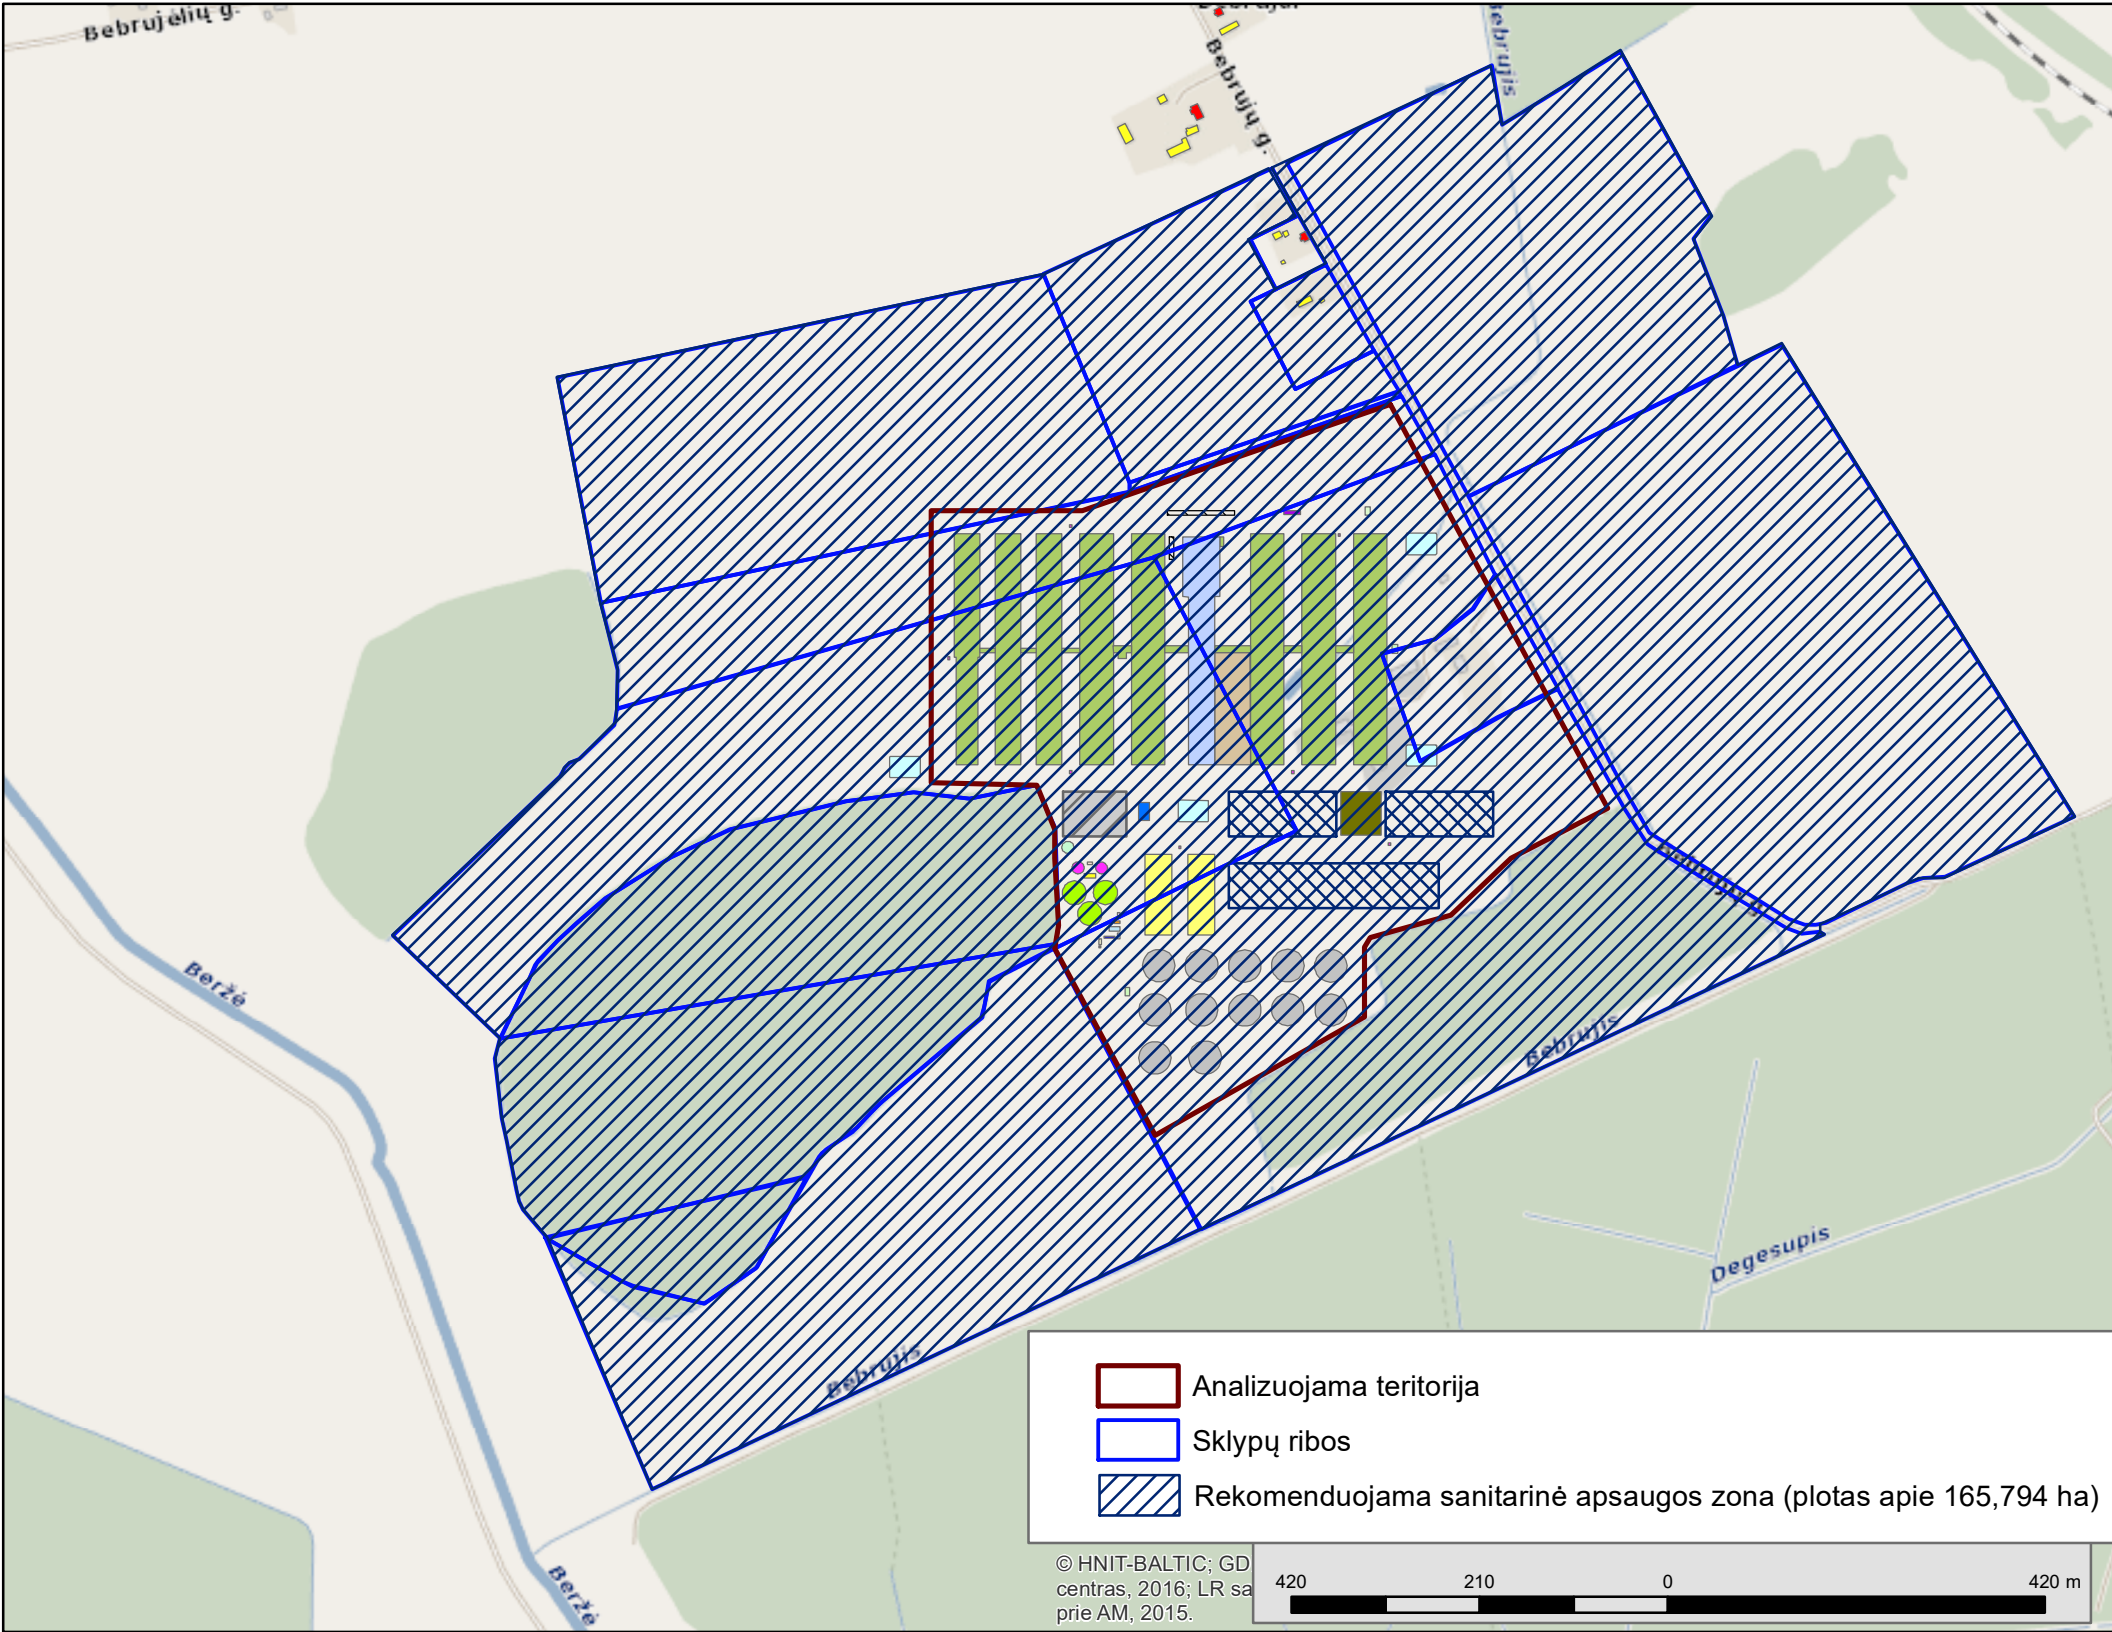 Bebrujėlių g.
Bebrujų g.
Bebrujis
Beržė
Bebrujų g.
Bebrujis
Degesupis
Bebrujis
Beržė
Analizuojama teritorija
Sklypų ribos
Rekomenduojama sanitarinė apsaugos zona (plotas apie 165,794 ha)
© HNIT-BALTIC; GD
centras, 2016; LR sa
prie AM, 2015.
420 210 0 420 m